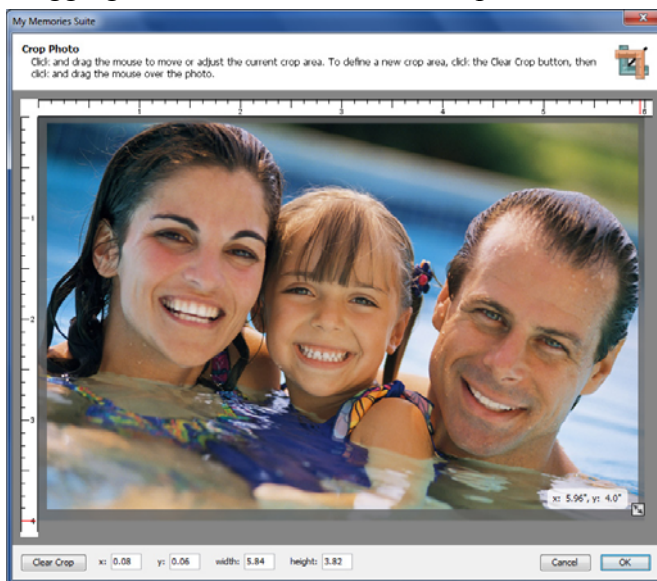 My Memories Suite
Crop Photo
Click and drag the mouse to move or adjust the current crop area. To define a new crop area, click the Clear Crop button, then
click and drag the mouse over the photo.
1 2 3 4 5 6
1
2
3
4
x: 5.96", y: 4.0"
Clear Crop x: 0.08 y: 0.06 width: 5.84 height: 3.82 Cancel OK